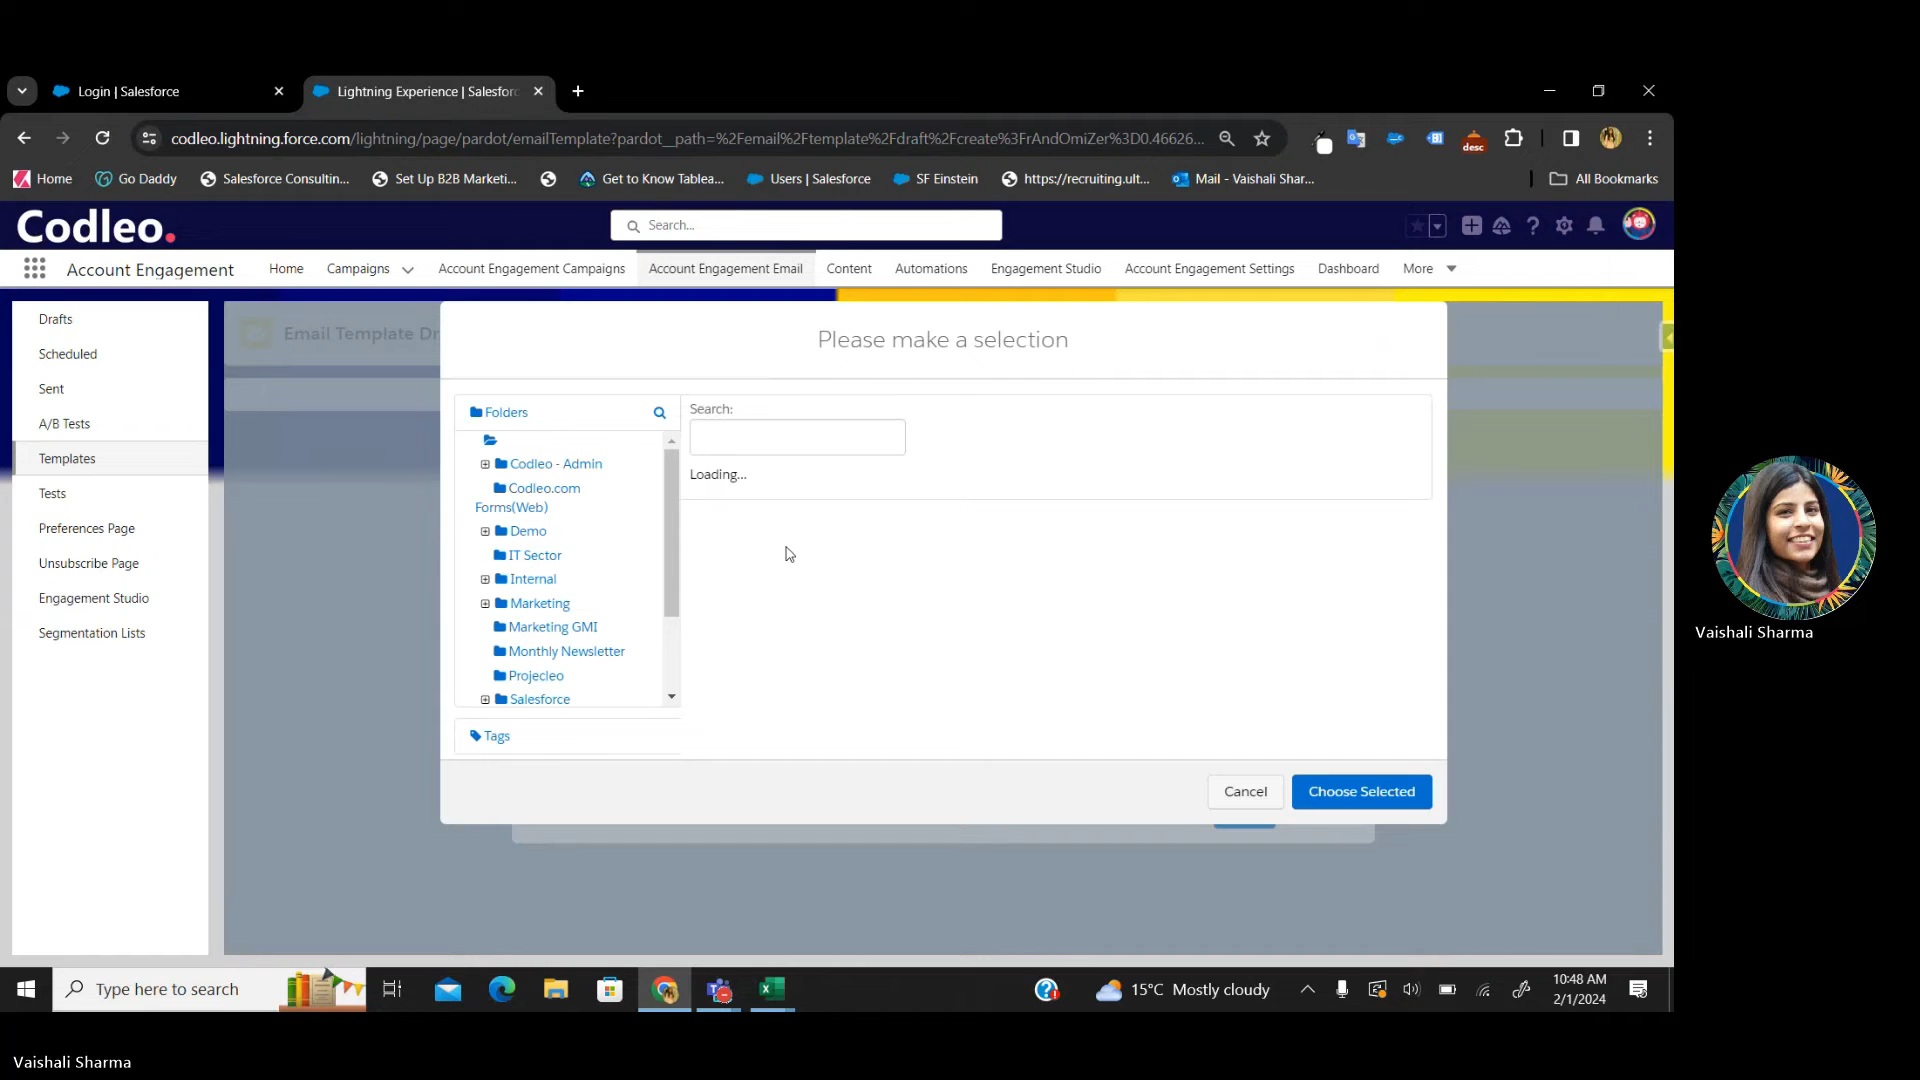 Login | Salesforce
Lightning Experience | Salesforc
codleo.lightning.force.com/lightning/page/pardot/emailTemplate?pardot__path=%2Femail%2Ftemplate%2Fdraft%2Fcreate%3FrAndOmiZer%3D0.46626...
desc
Home
Go Daddy
Salesforce Consultin...
Set Up B2B Marketi...
Get to Know Tablea...
Users | Salesforce
SF Einstein
https://recruiting.ult...
Mail - Vaishali Shar...
All Bookmarks
Codleo.
Search...
Account Engagement
Home
Campaigns
Account Engagement Campaigns
Account Engagement Email
Content
Automations
Engagement Studio
Account Engagement Settings
Dashboard
More
Drafts
Scheduled
Sent
A/B Tests
Templates
Tests
Preferences Page
Unsubscribe Page
Engagement Studio
Segmentation Lists
Email Template Dr
Please make a selection
Folders
Codleo - Admin
Codleo.com
Forms(Web)
Demo
IT Sector
Internal
Marketing
Marketing GMI
Monthly Newsletter
Projecleo
Salesforce
Tags
Search:
Loading...
Cancel
Choose Selected
Vaishali Sharma
Type here to search
15°C Mostly cloudy
10:48 AM
2/1/2024
Vaishali Sharma